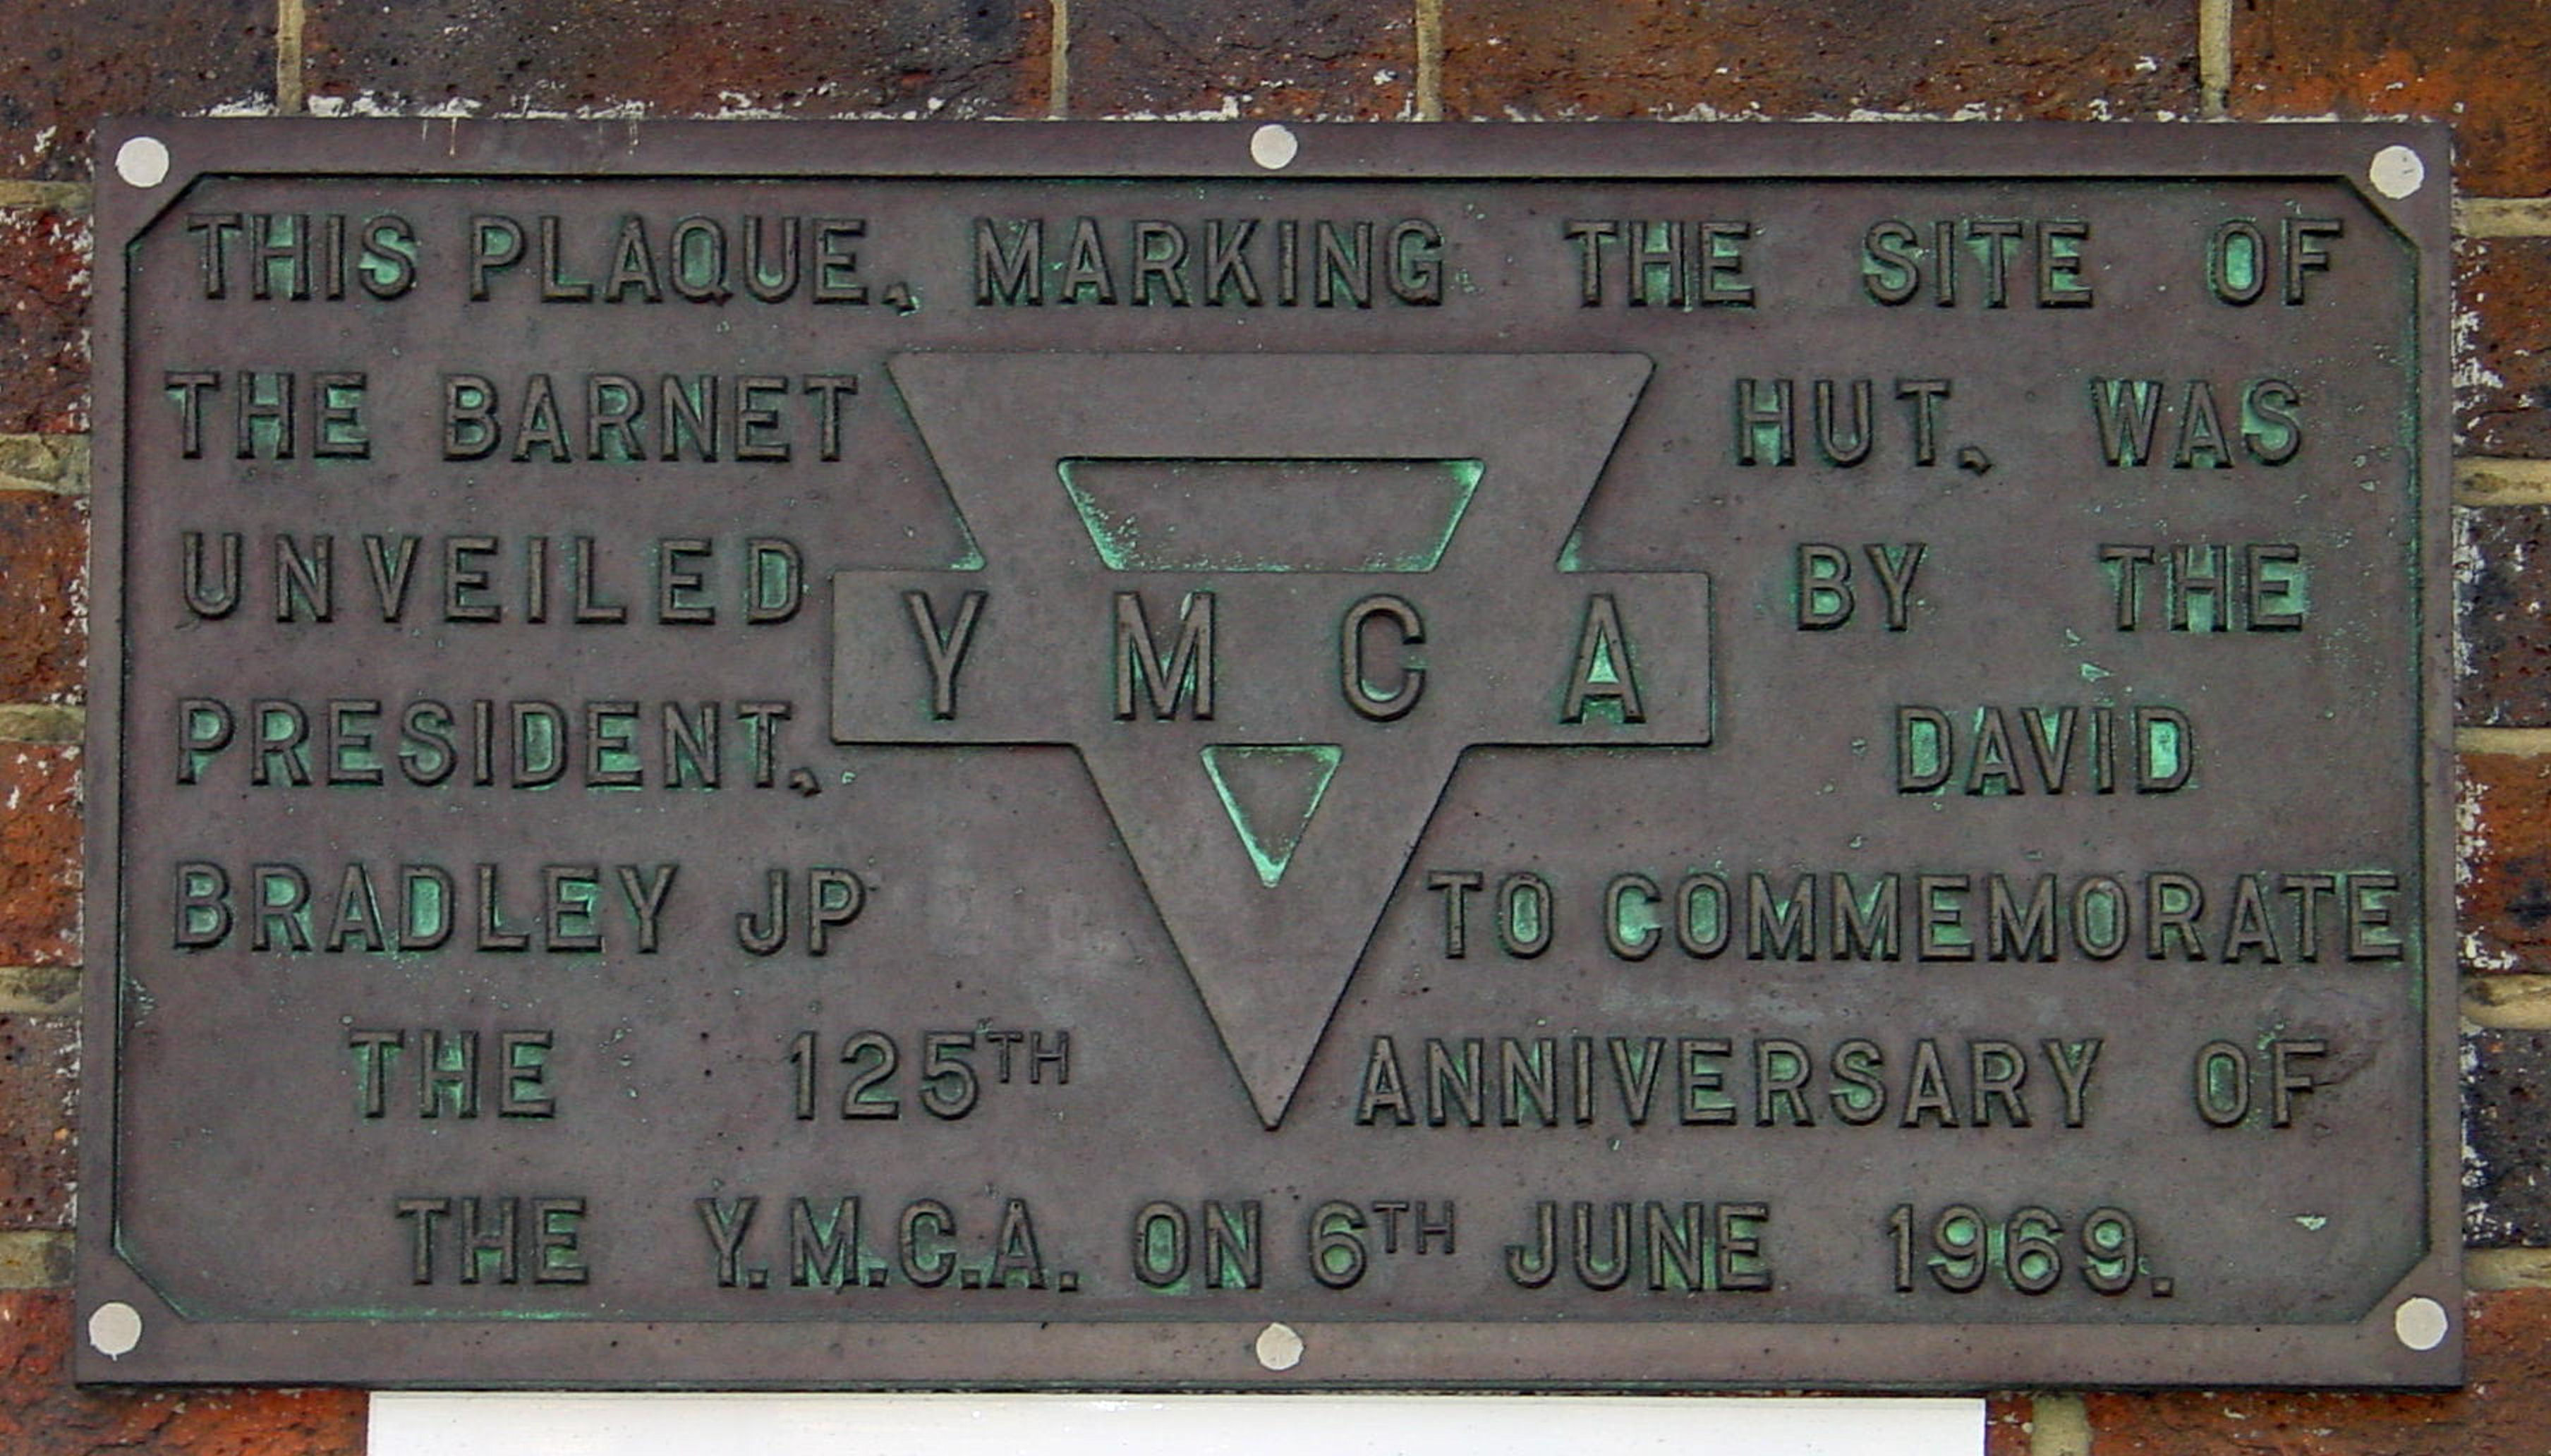 THIS PLAQUE, MARKING THE SITE OF
THE BARNET HUT, WAS
UNVEILED BY THE
YMCA
PRESIDENT, DAVID
BRADLEY JP TO COMMEMORATE
THE 125TH ANNIVERSARY OF
THE Y.M.C.A. ON 6TH JUNE 1969.